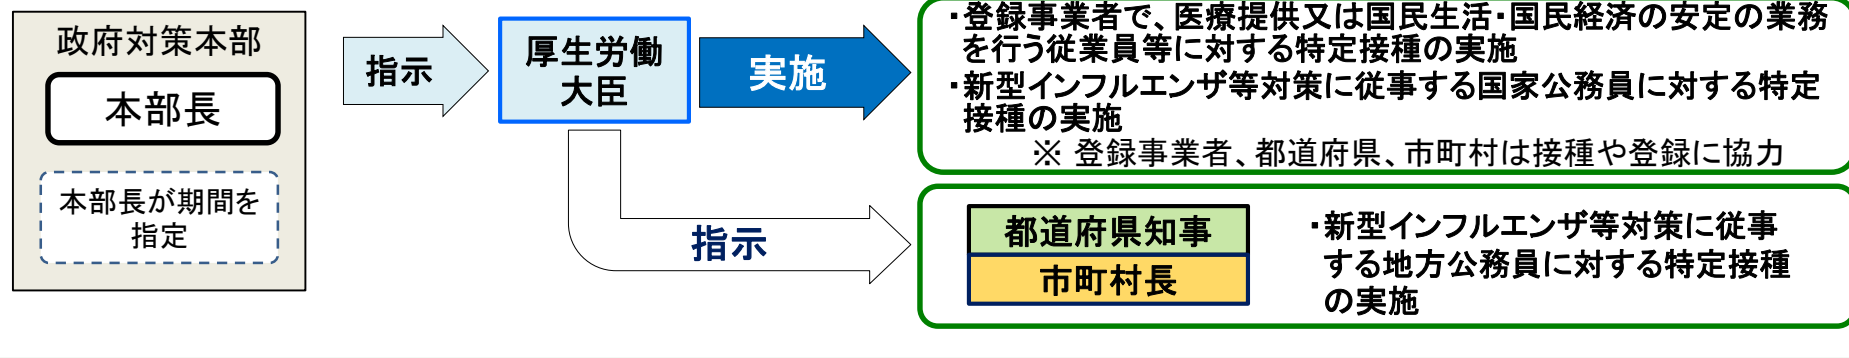 政府対策本部
本部長
本部長が期間を
指定
指示
厚生労働
大臣
実施
・登録事業者で、医療提供又は国民生活・国民経済の安定の業務
を行う従業員等に対する特定接種の実施
・新型インフルエンザ等対策に従事する国家公務員に対する特定
接種の実施
※ 登録事業者、都道府県、市町村は接種や登録に協力
指示
都道府県知事
市町村長
・新型インフルエンザ等対策に従事
する地方公務員に対する特定接種
の実施